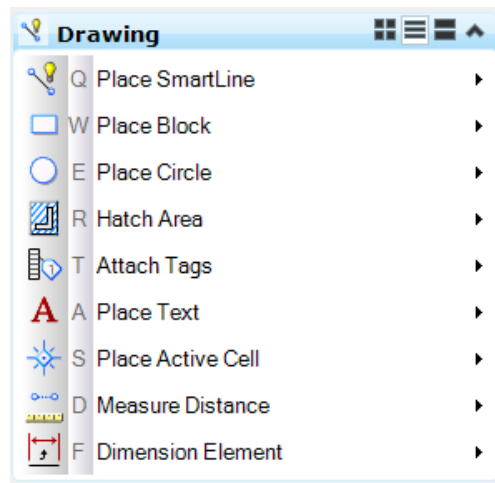 Drawing
Q Place SmartLine
W Place Block
E Place Circle
R Hatch Area
T Attach Tags
A A Place Text
S Place Active Cell
D Measure Distance
F Dimension Element